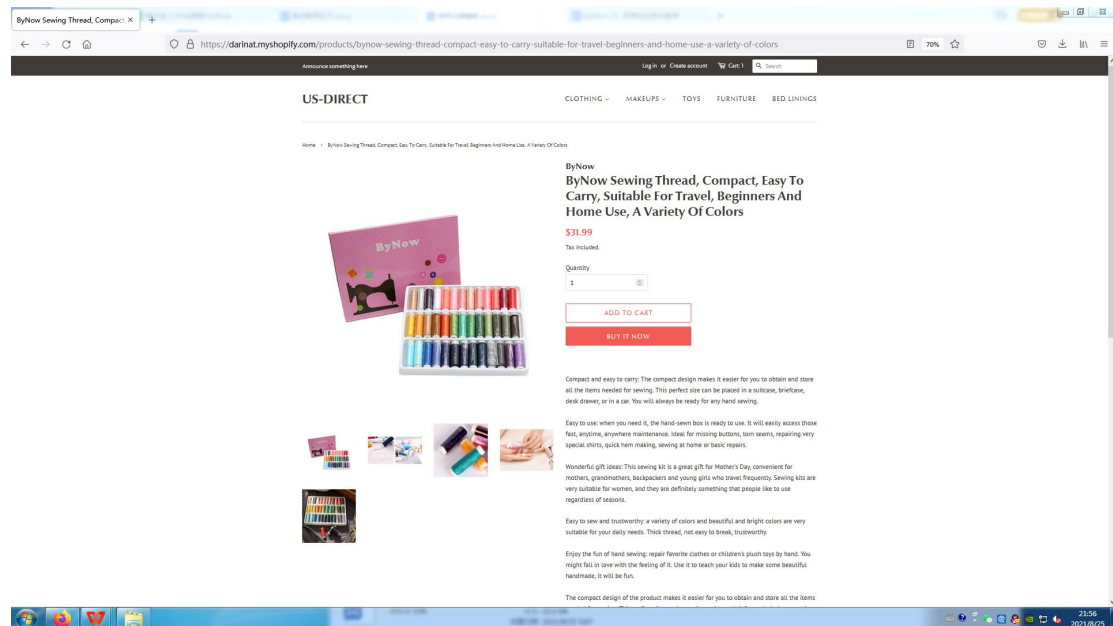 ByNow Sewing Thread, Compact
https://darinat.myshopify.com/products/bynow-sewing-thread-compact-easy-to-carry-suitable-for-travel-beginners-and-home-use-a-variety-of-colors
70%
Announce something here
Log in or Create account
Cart: 1
Search
US-DIRECT
CLOTHING
MAKEUPS
TOYS
FURNITURE
BED LININGS
Home
ByNow Sewing Thread, Compact, Easy To Carry, Suitable For Travel, Beginners And Home Use, A Variety Of Colors
ByNow
ByNow
ByNow Sewing Thread, Compact, Easy To
Carry, Suitable For Travel, Beginners And
Home Use, A Variety Of Colors
$31.99
Tax included.
Quantity
1
ADD TO CART
BUY IT NOW
Compact and easy to carry: The compact design makes it easier for you to obtain and store
all the items needed for sewing. This perfect size can be placed in a suitcase, briefcase,
desk drawer, or in a car. You will always be ready for any hand sewing.
Easy to use: when you need it, the hand-sewn box is ready to use. It will easily access those
fast, anytime, anywhere maintenance. Ideal for missing buttons, torn seams, repairing very
special shirts, quick hem making, sewing at home or basic repairs.
Wonderful gift ideas: This sewing kit is a great gift for Mother's Day, convenient for
mothers, grandmothers, backpackers and young girls who travel frequently. Sewing kits are
very suitable for women, and they are definitely something that people like to use
regardless of seasons.
Easy to sew and trustworthy: a variety of colors and beautiful and bright colors are very
suitable for your daily needs. Thick thread, not easy to break, trustworthy.
Enjoy the fun of hand sewing: repair favorite clothes or children's plush toys by hand. You
might fall in love with the feeling of it. Use it to teach your kids to make some beautiful
handmade, it will be fun.
The compact design of the product makes it easier for you to obtain and store all the items
21:56
2021/8/25